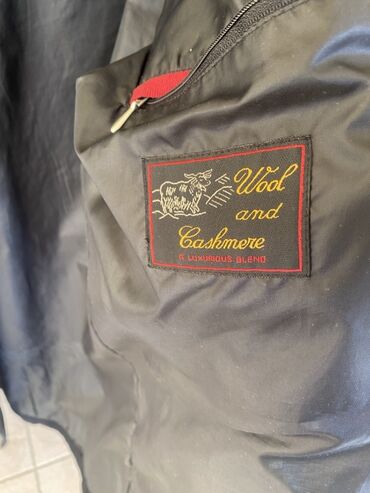 Wool
and
Cashmere
A LUXURIOUS BLEND